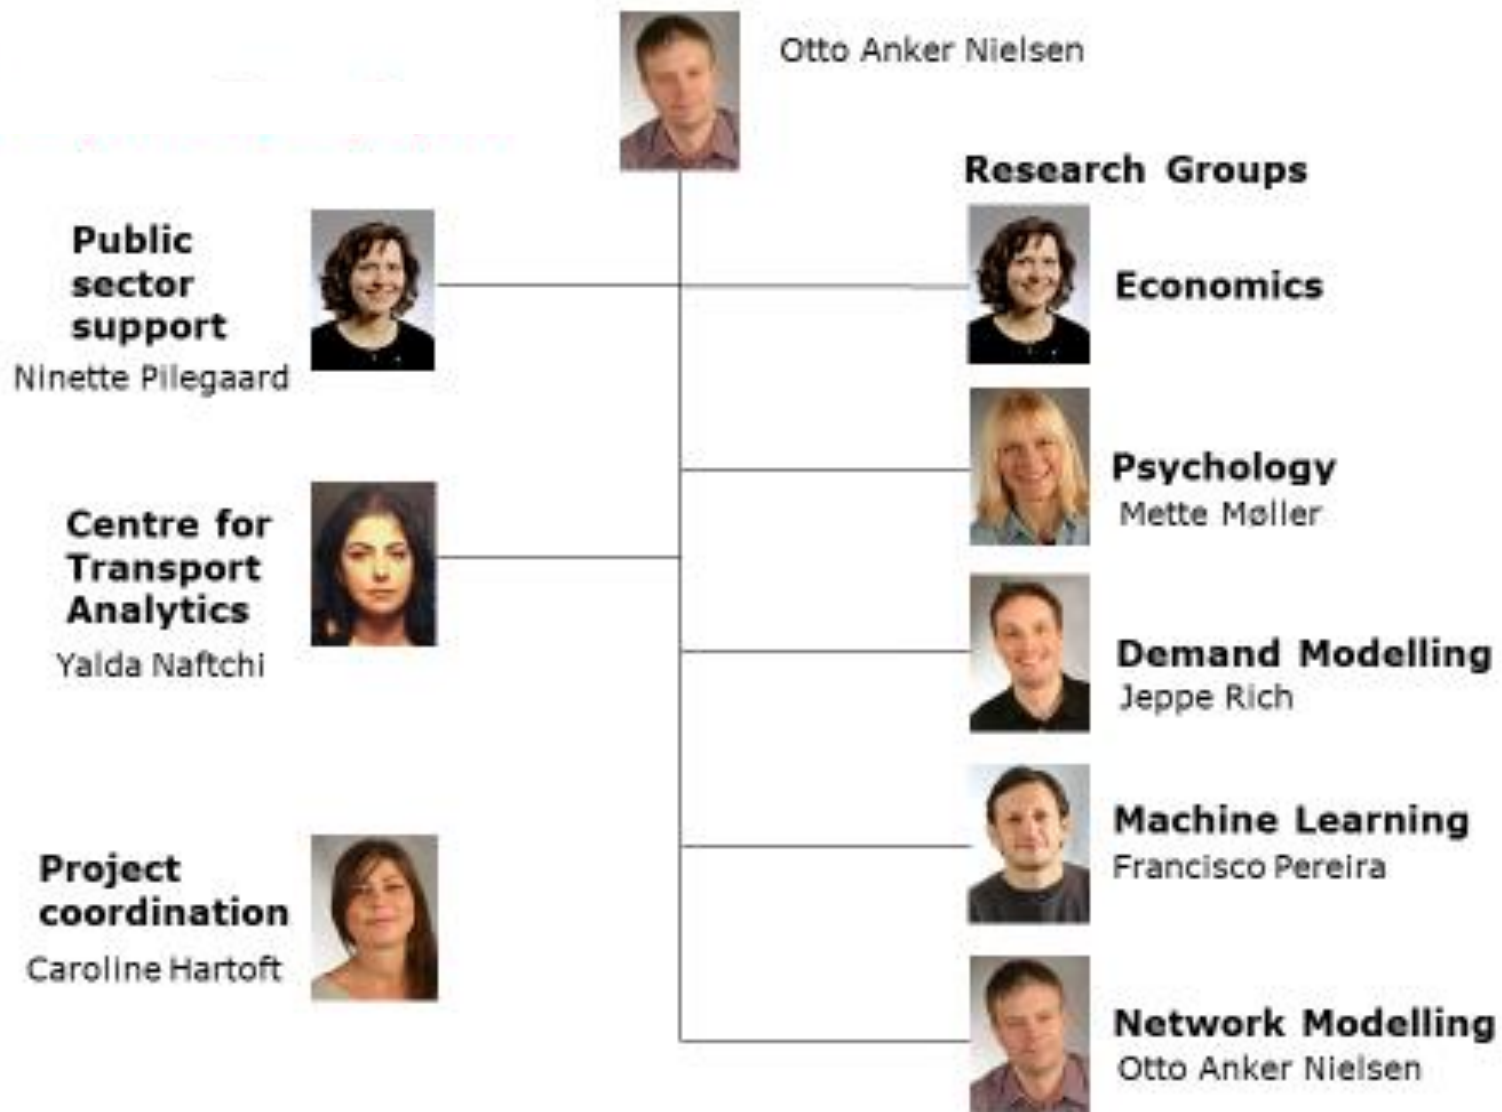 Otto Anker Nielsen
Public
sector
support
Ninette Pilegaard
Centre for
Transport
Analytics
Yalda Naftchi
Project
coordination
Caroline Hartoft
Research Groups
Economics
Psychology
Mette Møller
Demand Modelling
Jeppe Rich
Machine Learning
Francisco Pereira
Network Modelling
Otto Anker Nielsen